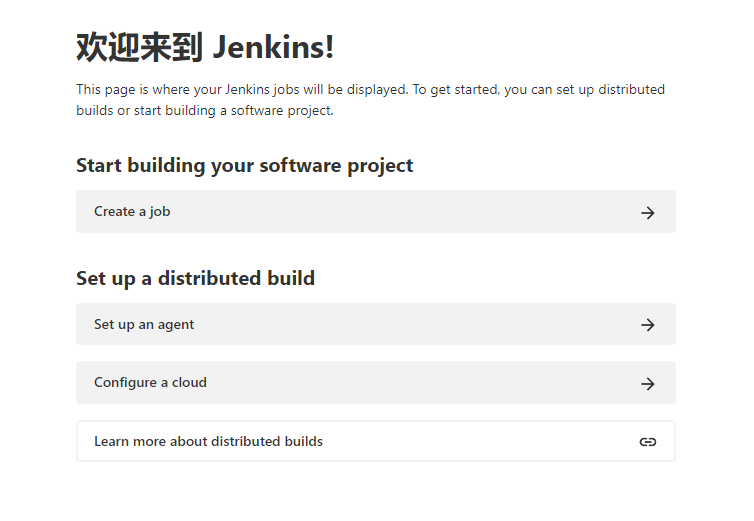 欢迎来到 Jenkins!
This page is where your Jenkins jobs will be displayed. To get started, you can set up distributed
builds or start building a software project.
Start building your software project
Create a job
Set up a distributed build
Set up an agent
Configure a cloud
Learn more about distributed builds